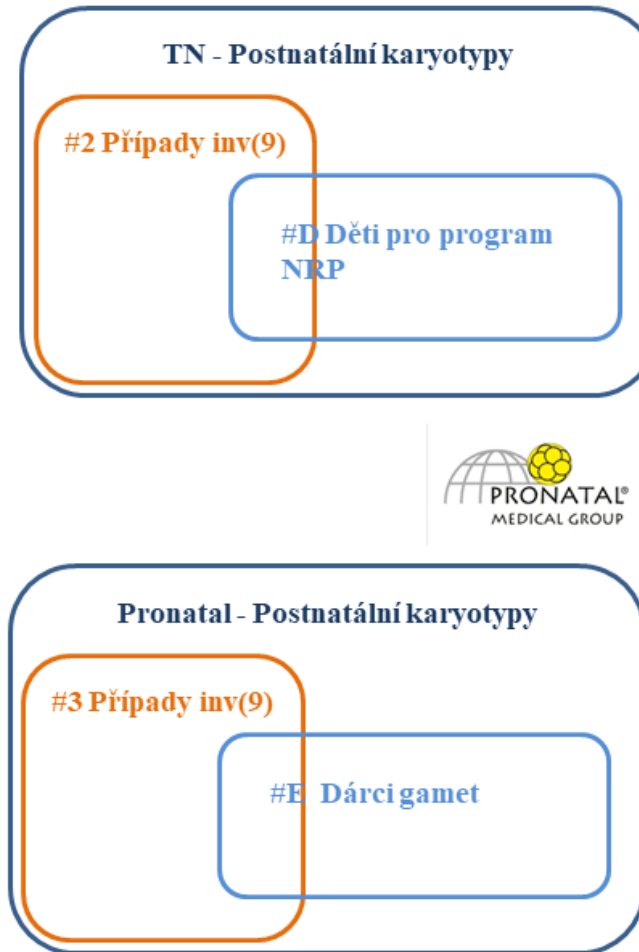 TN - Postnatální karyotypy
#2 Případy inv(9)
#D Děti pro program
NRP
PRONATAL®
MEDICAL GROUP
Pronatal - Postnatální karyotypy
#3 Případy inv(9)
#E Dárci gamet